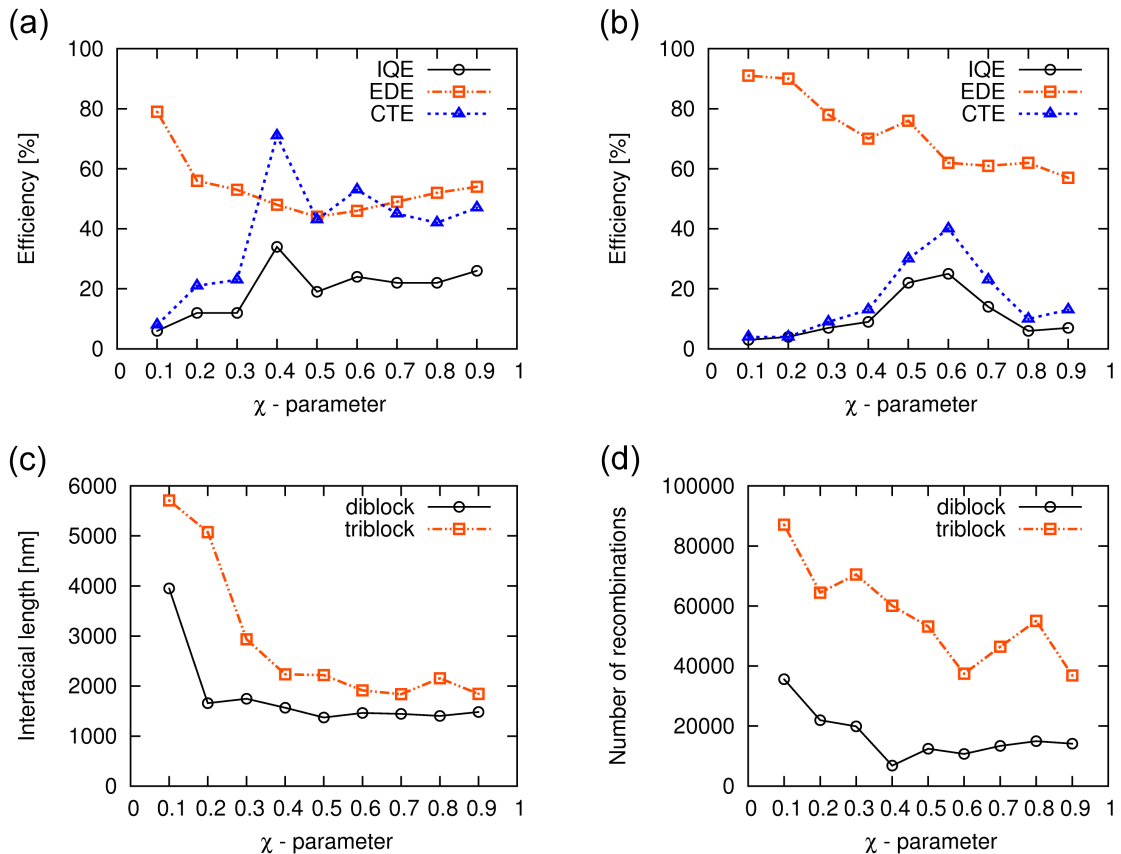 (a)
100
80
60
40
20
0
Efficiency [%]
IQE
EDE
CTE
0 0.1 0.2 0.3 0.4 0.5 0.6 0.7 0.8 0.9 1
χ - parameter
(b)
100
80
60
40
20
0
Efficiency [%]
IQE
EDE
CTE
0 0.1 0.2 0.3 0.4 0.5 0.6 0.7 0.8 0.9 1
χ - parameter
(c)
6000
5000
4000
3000
2000
1000
0
Interfacial length [nm]
diblock
triblock
0 0.1 0.2 0.3 0.4 0.5 0.6 0.7 0.8 0.9 1
χ - parameter
(d)
100000
80000
60000
40000
20000
0
Number of recombinations
diblock
triblock
0 0.1 0.2 0.3 0.4 0.5 0.6 0.7 0.8 0.9 1
χ - parameter